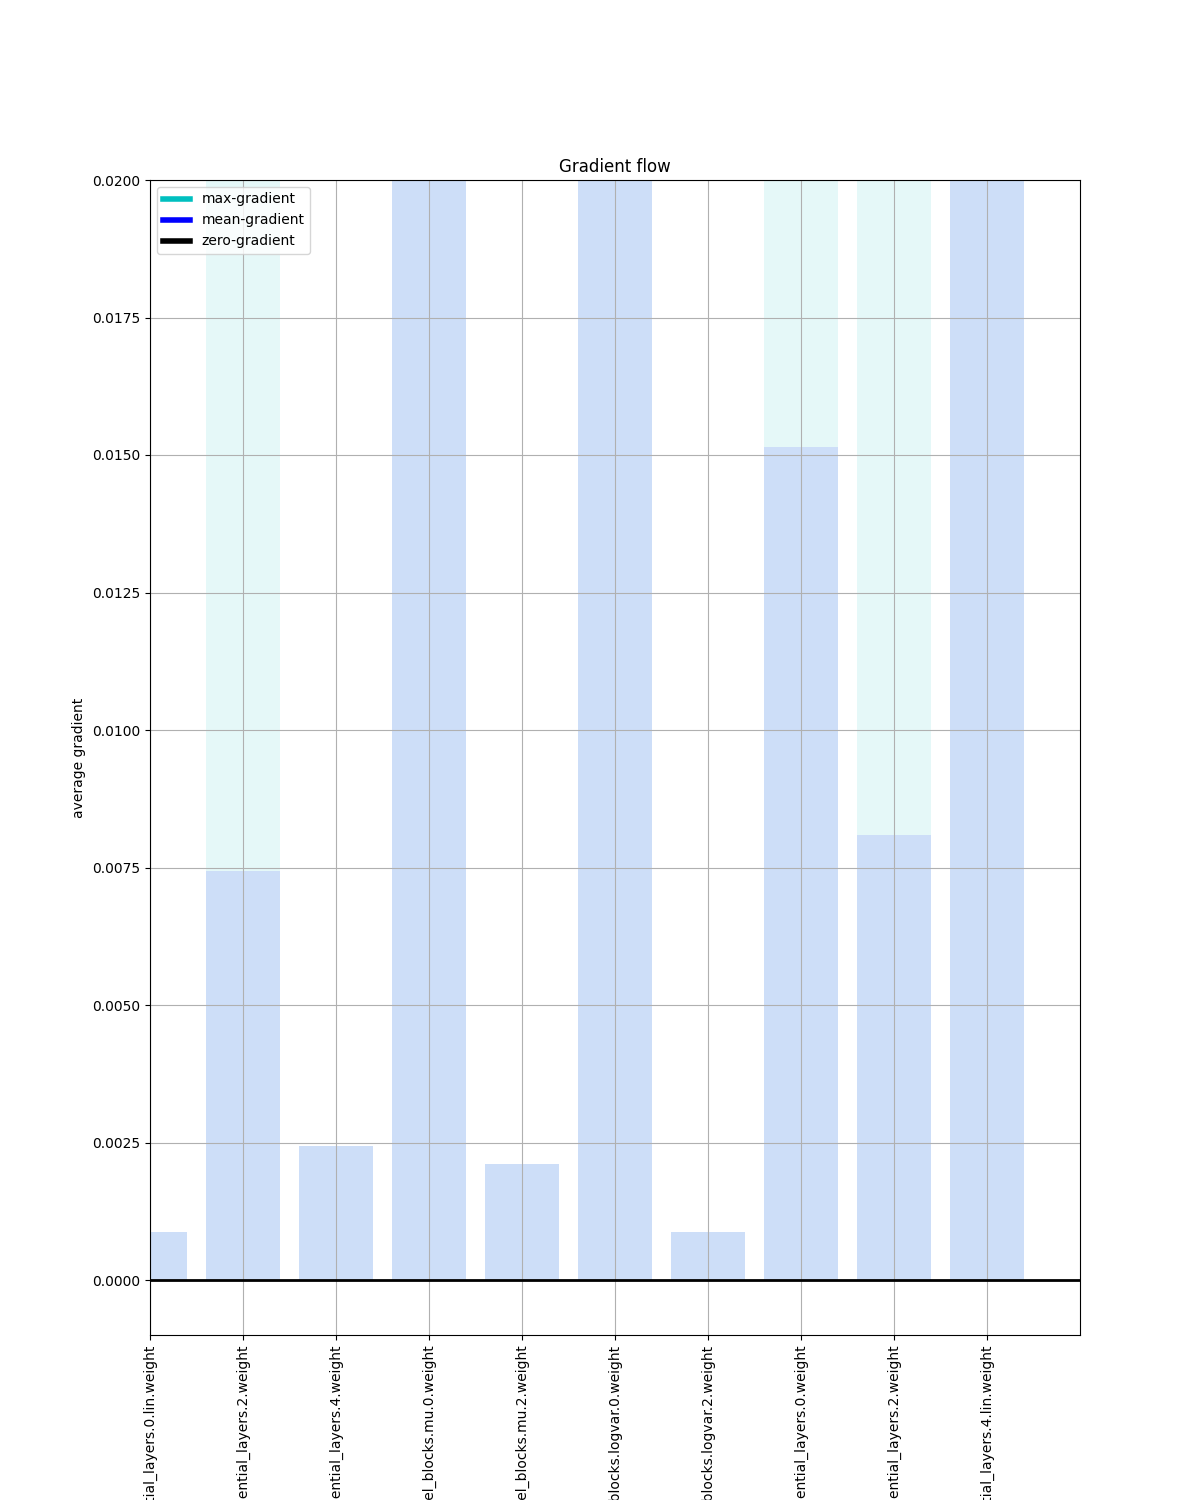 Gradient flow
max-gradient
mean-gradient
zero-gradient
0.0200
0.0175
0.0150
0.0125
0.0100
0.0075
0.0050
0.0025
0.0000
average gradient
tial_layers.0.lin.weight
ential_layers.2.weight
ential_layers.4.weight
el_blocks.mu.0.weight
el_blocks.mu.2.weight
blocks.logvar.0.weight
blocks.logvar.2.weight
ential_layers.0.weight
ential_layers.2.weight
tial_layers.4.lin.weight